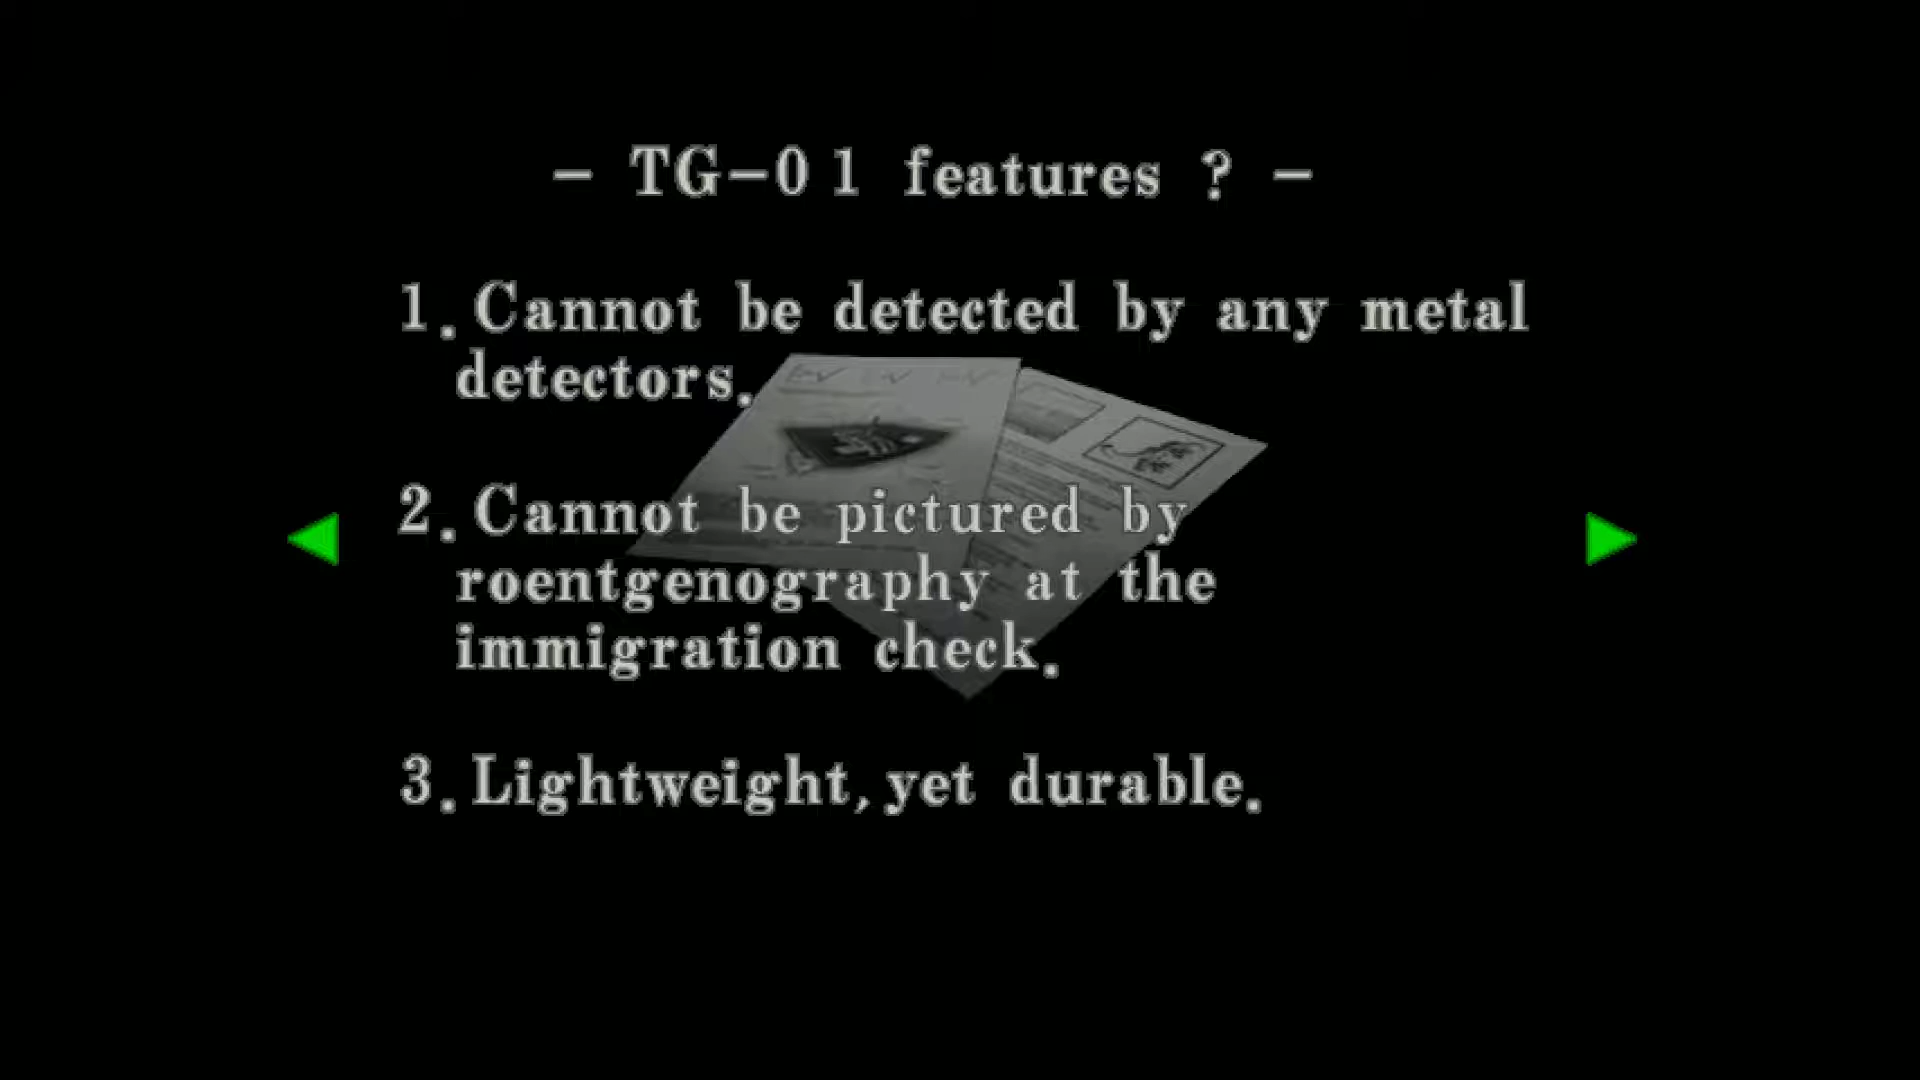 - TG-01 features ? -
1.Cannot be detected by any metal
detectors.
2.Cannot be pictured by
roentgenography at the
immigration check.
3.Lightweight,yet durable.